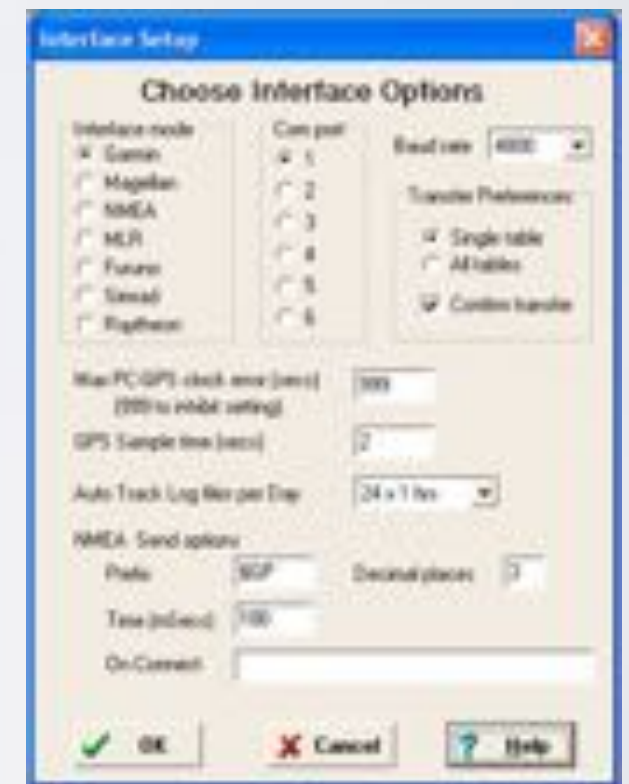 Interface Setup
Choose Interface Options
Interface mode
Garmin
Magellan
NMEA
MLR
Furuno
Simrad
Raytheon
Com port
1
2
3
4
5
6
Baud rate 4800
Transfer Preferences
Single table
All tables
Confirm transfer
Max PC-GPS clock error (secs) 999
(999 to inhibit setting)
GPS Sample time (secs) 2
Auto Track Log files per Day 24 x 1 hrs
NMEA Send options
Prefix Decimal places 3
Time (mSecs) 100
On Connect
OK Cancel Help